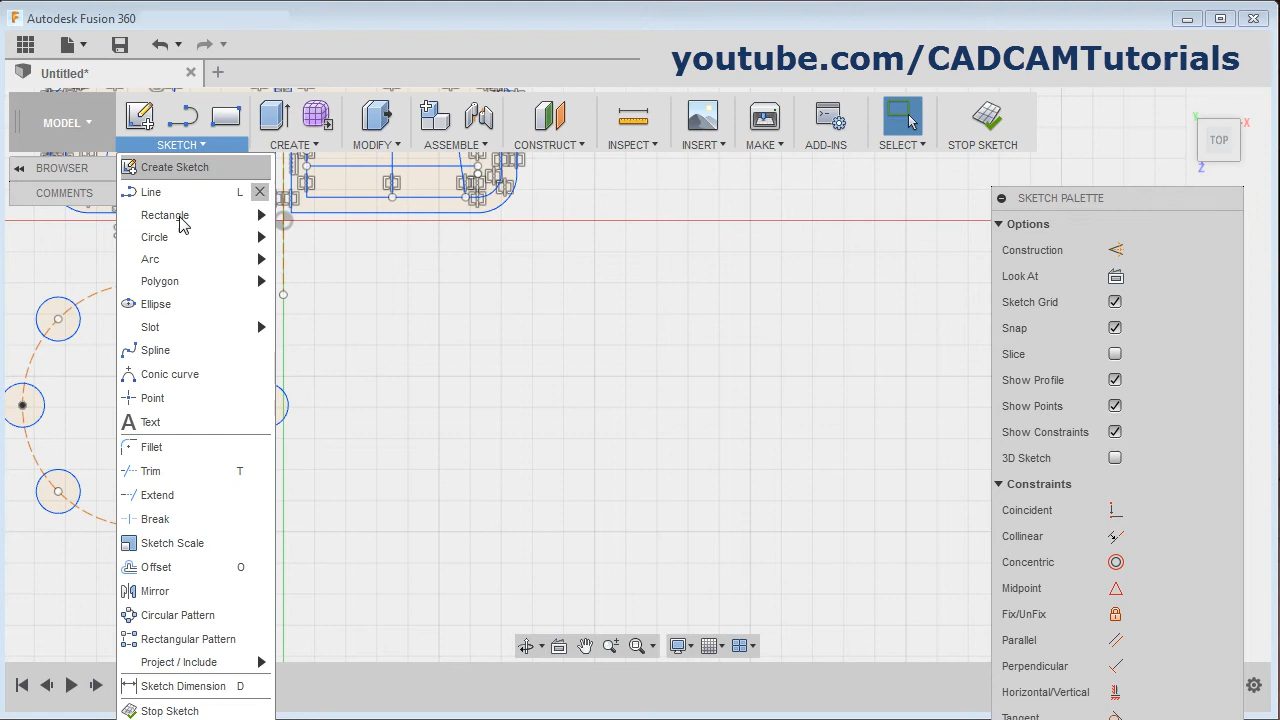 Autodesk Fusion 360
youtube.com/CADCAMTutorials
Untitled*
MODEL
SKETCH
CREATE
MODIFY
ASSEMBLE
CONSTRUCT
INSPECT
INSERT
MAKE
ADD-INS
SELECT
STOP SKETCH
TOP
Y
X
Z
BROWSER
COMMENTS
Create Sketch
Line L
Rectangle
Circle
Arc
Polygon
Ellipse
Slot
Spline
Conic curve
Point
Text
Fillet
Trim T
Extend
Break
Sketch Scale
Offset O
Mirror
Circular Pattern
Rectangular Pattern
Project / Include
Sketch Dimension D
Stop Sketch
SKETCH PALETTE
Options
Construction
Look At
Sketch Grid
Snap
Slice
Show Profile
Show Points
Show Constraints
3D Sketch
Constraints
Coincident
Collinear
Concentric
Midpoint
Fix/UnFix
Parallel
Perpendicular
Horizontal/Vertical
Tangent